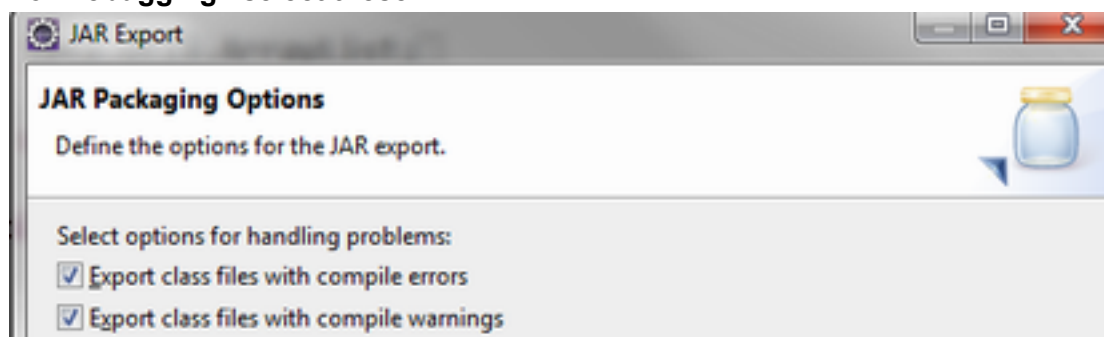 JAR Export
JAR Packaging Options
Define the options for the JAR export.
Select options for handling problems:
Export class files with compile errors
Export class files with compile warnings